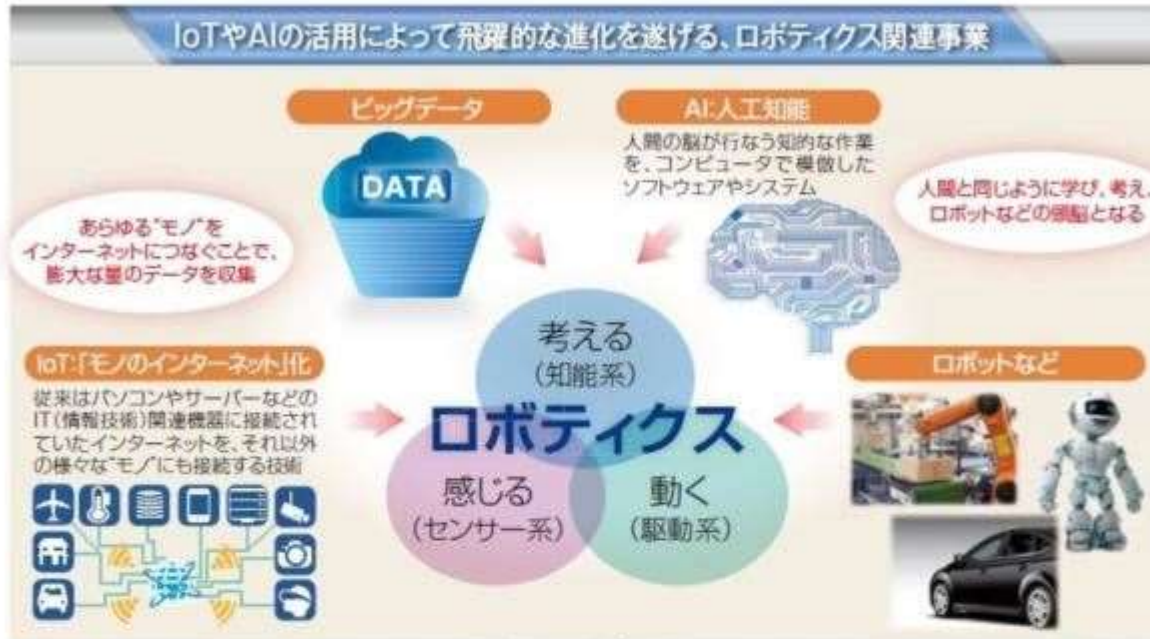 IoTやAIの活用によって飛躍的な進化を遂げる、ロボティクス関連事業
ビッグデータ
DATA
AI:人工知能
人間の脳が行なう知的な作業
を、コンピュータで模倣した
ソフトウェアやシステム
人間と同じように学び、考え、
ロボットなどの頭脳となる
あらゆる“モノ”を
インターネットにつなぐことで、
膨大な量のデータを収集
IoT:「モノのインターネット」化
従来はパソコンやサーバーなどの
IT(情報技術)関連機器に接続され
ていたインターネットを、それ以外
の様々な“モノ”にも接続する技術
考える
(知能系)
ロボティクス
感じる
(センサー系)
動く
(駆動系)
ロボットなど